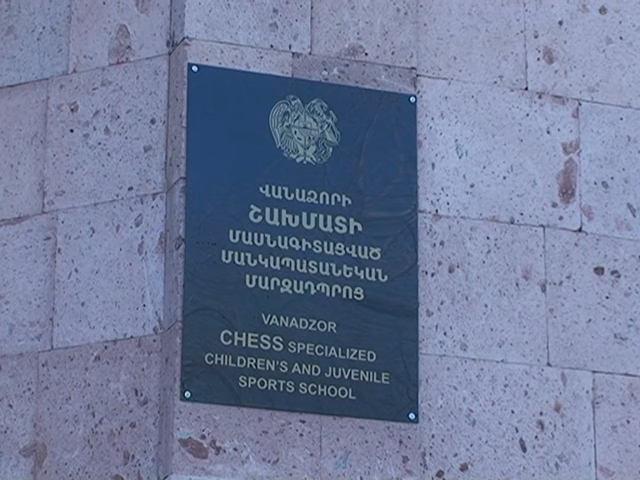 ՎԱՆԱՁՈՐԻ
ՇԱԽՄԱՏԻ
ՄԱՍՆԱԳԻՏԱՑՎԱԾ
ՄԱՆԿԱՊԱՏԱՆԵԿԱՆ
ՄԱՐԶԱԴՊՐՈՑ
VANADZOR
CHESS SPECIALIZED
CHILDREN'S AND JUVENILE
SPORTS SCHOOL